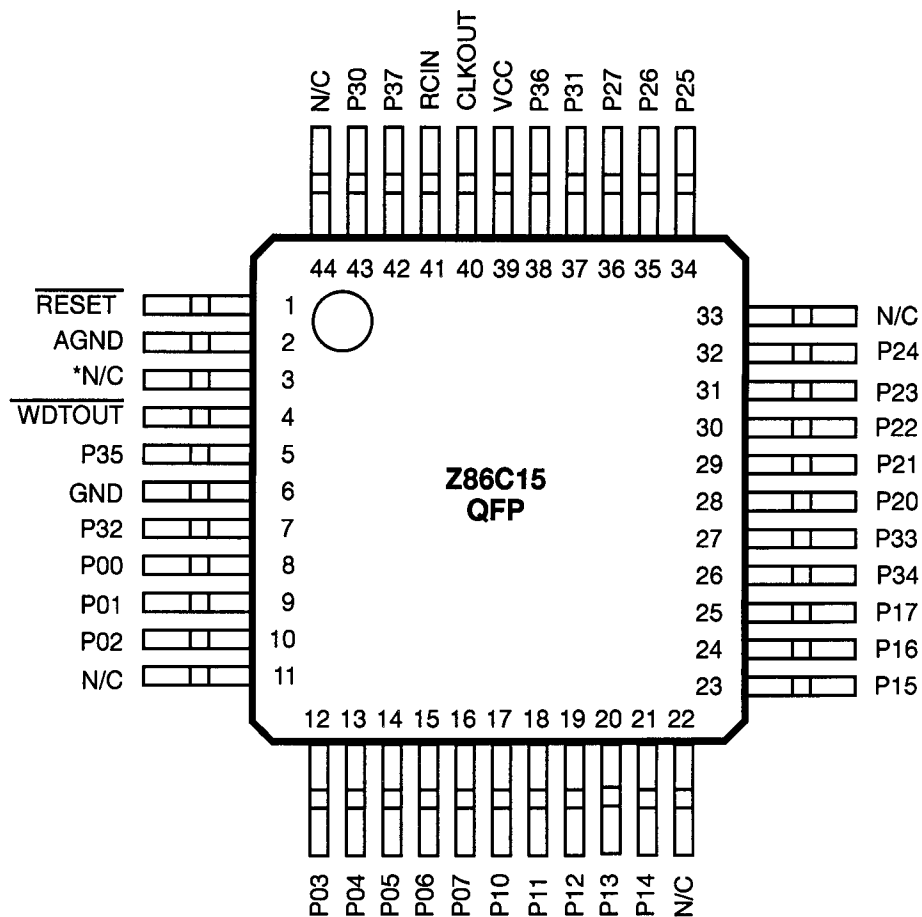 N/C
P30
P37
RCIN
CLKOUT
VCC
P36
P31
P27
P26
P25
44 43 42 41 40 39 38 37 36 35 34
RESET 1
AGND 2
*N/C 3
WDTOUT 4
P35 5
GND 6
P32 7
P00 8
P01 9
P02 10
N/C 11
Z86C15
QFP
33 N/C
32 P24
31 P23
30 P22
29 P21
28 P20
27 P33
26 P34
25 P17
24 P16
23 P15
12 13 14 15 16 17 18 19 20 21 22
P03
P04
P05
P06
P07
P10
P11
P12
P13
P14
N/C